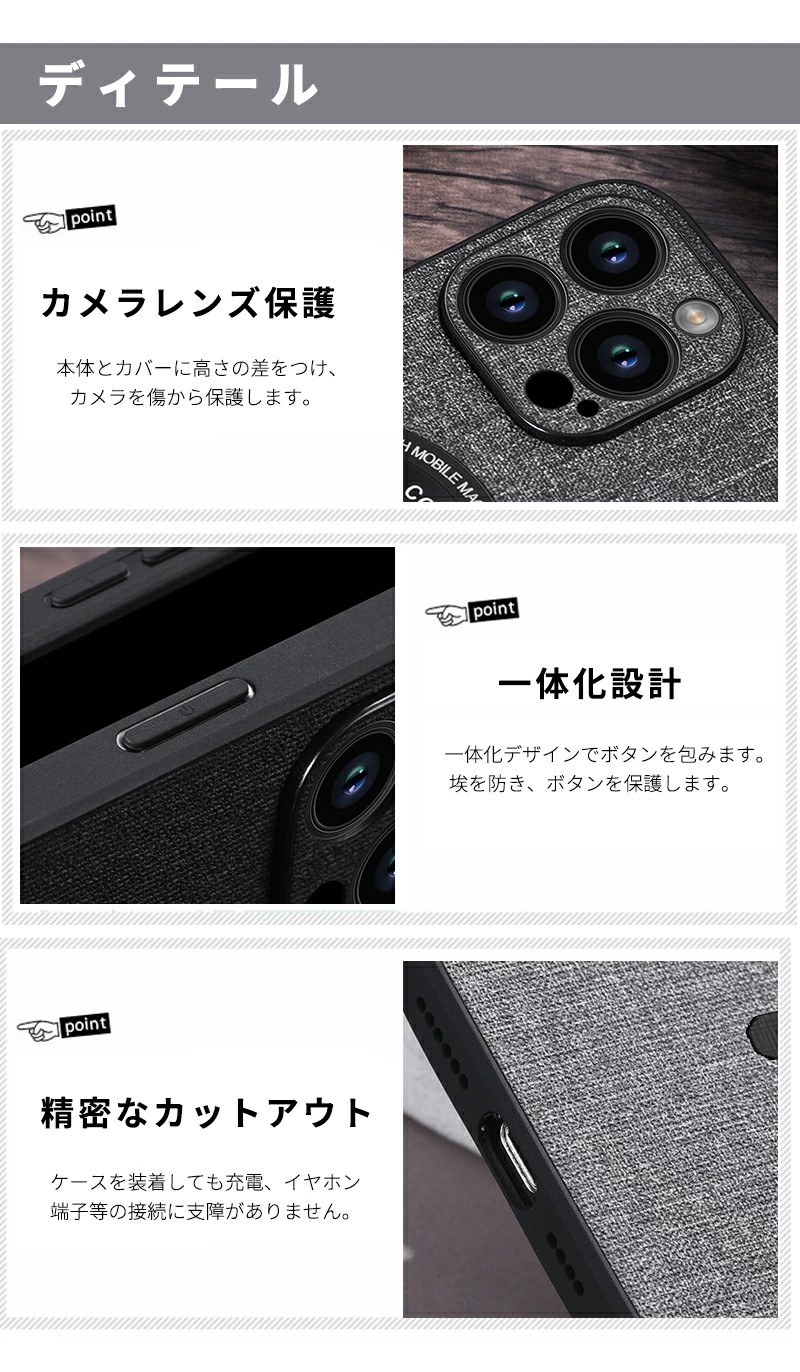 ディテール
point
カメラレンズ保護
本体とカバーに高さの差をつけ、
カメラを傷から保護します。
MOBILE
point
一体化設計
一体化デザインでボタンを包みます。
埃を防き、ボタンを保護します。
point
精密なカットアウト
ケースを装着しても充電、イヤホン
端子等の接続に支障がありません。